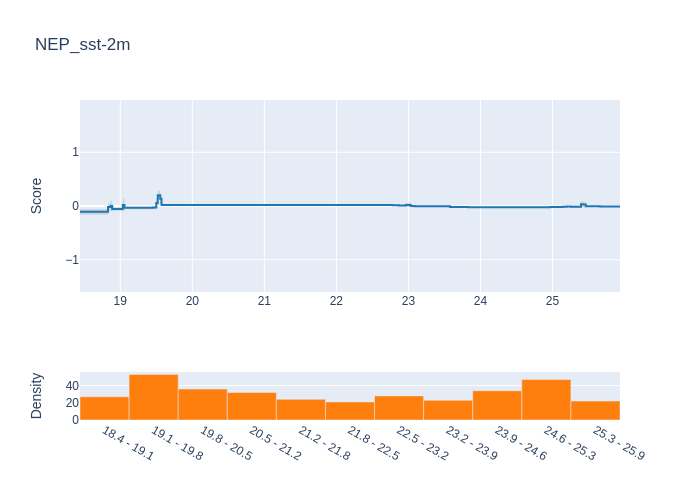 NEP_sst-2m
Score
1
0
−1
19 20 21 22 23 24 25
Density
40
20
0
18.4 - 19.1
19.1 - 19.8
19.8 - 20.5
20.5 - 21.2
21.2 - 21.8
21.8 - 22.5
22.5 - 23.2
23.2 - 23.9
23.9 - 24.6
24.6 - 25.3
25.3 - 25.9